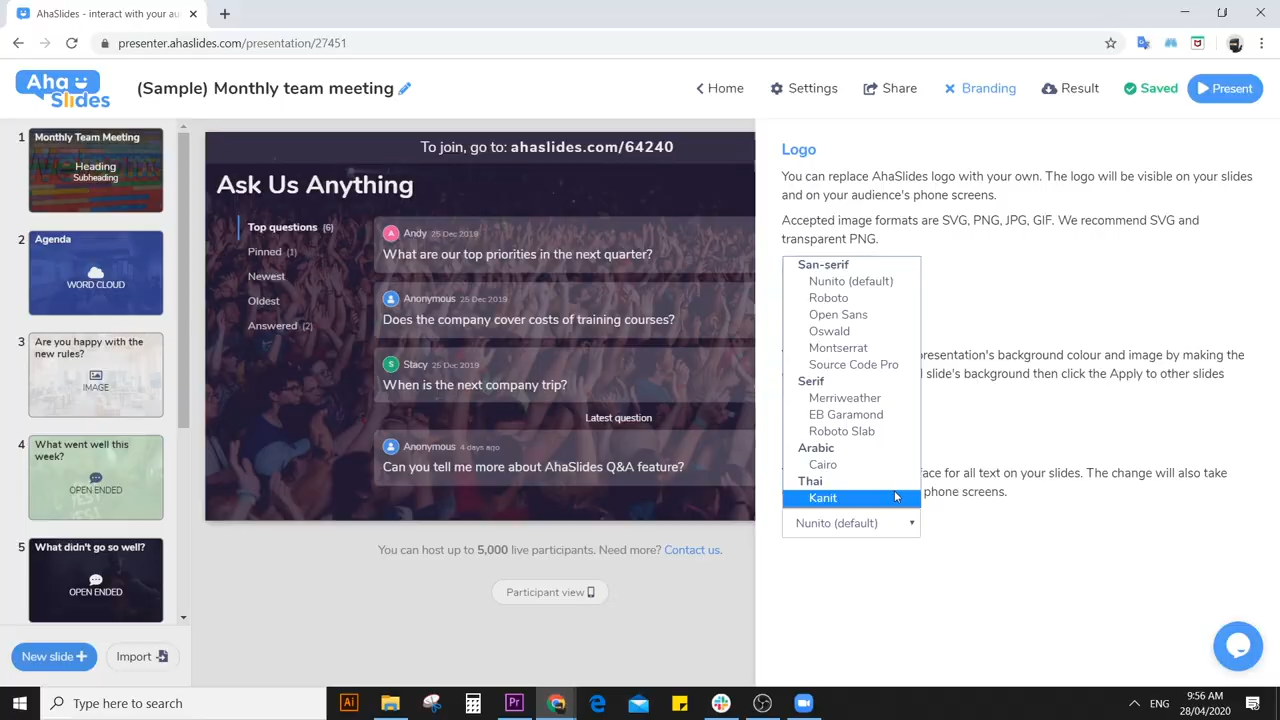 AhaSlides - interact with your au
presenter.ahaslides.com/presentation/27451
Aha
Slides
(Sample) Monthly team meeting
Home
Settings
Share
Branding
Result
Saved
Present
1
Monthly Team Meeting
Heading
Subheading
2
Agenda
WORD CLOUD
3
Are you happy with the
new rules?
IMAGE
4
What went well this
week?
OPEN ENDED
5
What didn't go so well?
OPEN ENDED
New slide
Import
To join, go to: ahaslides.com/64240
Ask Us Anything
Top questions (6)
Pinned (1)
Newest
Oldest
Answered (2)
A Andy 25 Dec 2019
What are our top priorities in the next quarter?
Anonymous 25 Dec 2019
Does the company cover costs of training courses?
S Stacy 25 Dec 2019
When is the next company trip?
Latest question
Anonymous 4 days ago
Can you tell me more about AhaSlides Q&A feature?
You can host up to 5,000 live participants. Need more? Contact us.
Participant view
Logo
You can replace AhaSlides logo with your own. The logo will be visible on your slides
and on your audience's phone screens.
Accepted image formats are SVG, PNG, JPG, GIF. We recommend SVG and
transparent PNG.
San-serif
Nunito (default)
Roboto
Open Sans
Oswald
Montserrat
Source Code Pro
Serif
Merriweather
EB Garamond
Roboto Slab
Arabic
Cairo
Thai
Kanit
Nunito (default)
presentation's background colour and image by making the
slide's background then click the Apply to other slides
face for all text on your slides. The change will also take
phone screens.
Type here to search
Ai
Pr
ENG
9:56 AM
28/04/2020